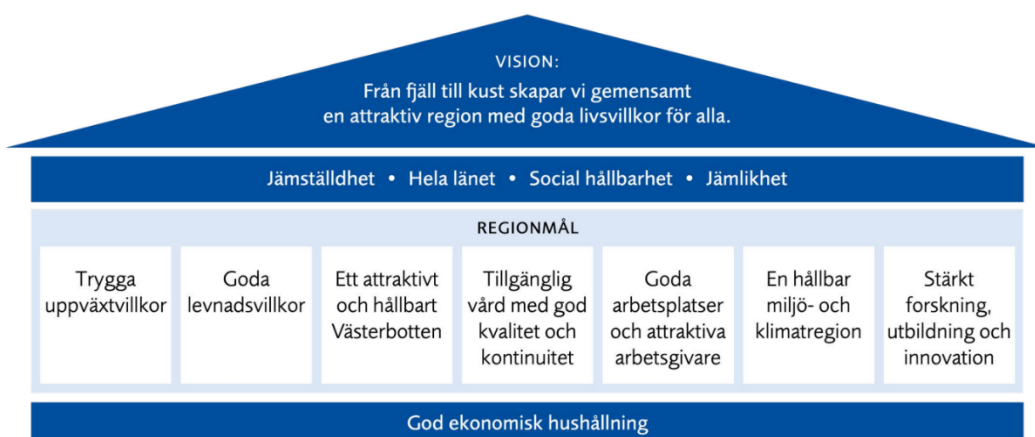 VISION:
Från fjäll till kust skapar vi gemensamt
en attraktiv region med goda livsvillkor för alla.
Jämställdhet • Hela länet • Social hållbarhet • Jämlikhet
REGIONMÅL
Trygga
uppväxtvillkor
Goda
levnadsvillkor
Ett attraktivt
och hållbart
Västerbotten
Tillgänglig
vård med god
kvalitet och
kontinuitet
Goda
arbetsplatser
och attraktiva
arbetsgivare
En hållbar
miljö- och
klimatregion
Stärkt
forskning,
utbildning och
innovation
God ekonomisk hushållning